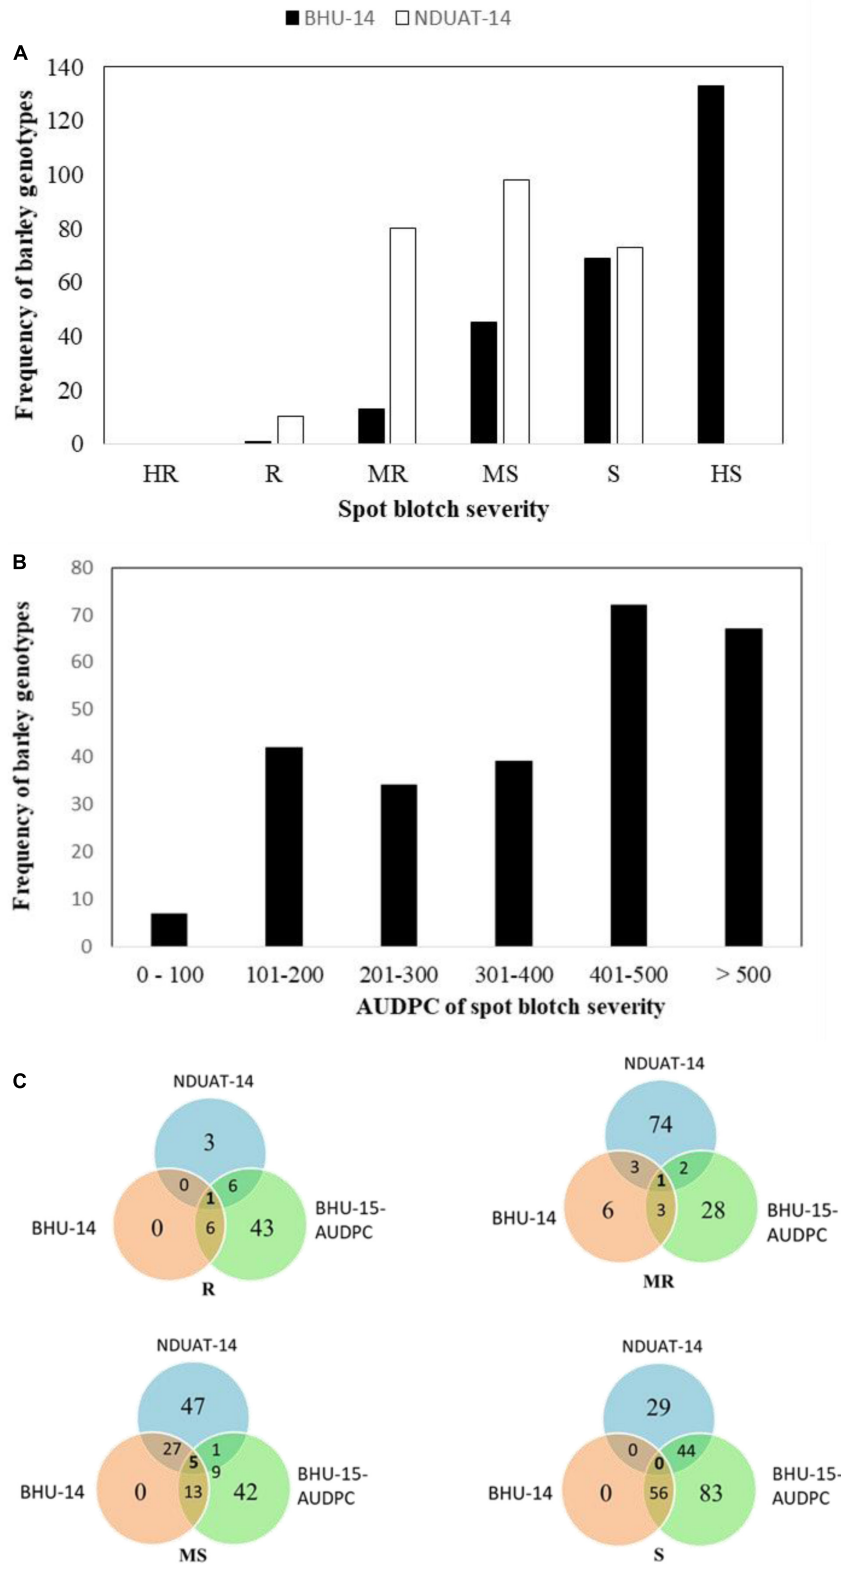 BHU-14 NDUAT-14
A
Frequency of barley genotypes
140
120
100
80
60
40
20
0
HR R MR MS S HS
Spot blotch severity
B
Frequency of barley genotypes
80
70
60
50
40
30
20
10
0
0 - 100 101-200 201-300 301-400 401-500 > 500
AUDPC of spot blotch severity
C
NDUAT-14
3
0 1 6
BHU-14 0 6 43 BHU-15-
AUDPC
R
NDUAT-14
74
3 1 2
BHU-14 6 3 28 BHU-15-
AUDPC
MR
NDUAT-14
47
27 5 1
9
BHU-14 0 13 42 BHU-15-
AUDPC
MS
NDUAT-14
29
0 0 44
BHU-14 0 56 83 BHU-15-
AUDPC
S